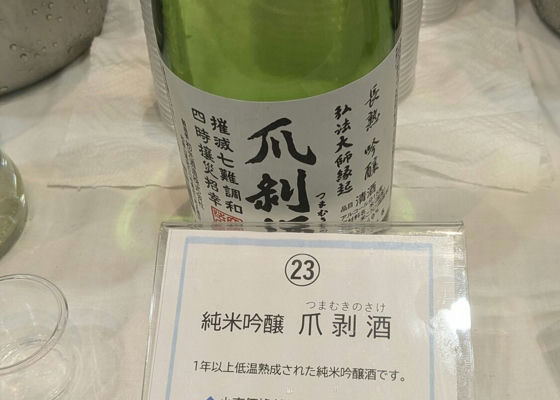 長熟 吟醸
弘法大師縁起
爪剥酒
つまむきの
摧滅七難調和
四時攘災招幸
品目 清酒
23
つまむきのさけ
純米吟醸 爪剥酒
1年以上低温熟成された純米吟醸酒です。